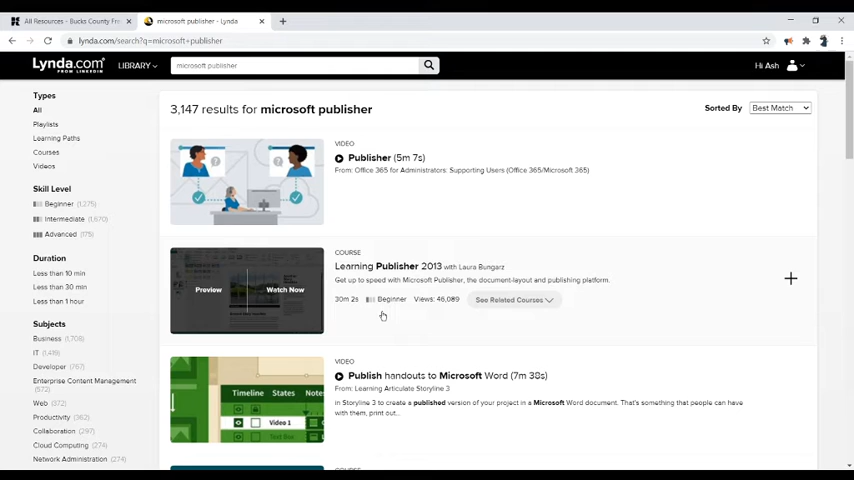 All Resources - Bucks County Fre
microsoft publisher - Lynda
lynda.com/search?q=microsoft+publisher
Lynda.com
FROM LINKEDIN
LIBRARY
microsoft publisher
Hi Ash
Types
All
Playlists
Learning Paths
Courses
Videos
Skill Level
Beginner (1,275)
Intermediate (1,670)
Advanced (175)
Duration
Less than 10 min
Less than 30 min
Less than 1 hour
Subjects
Business (1,708)
IT (1,419)
Developer (767)
Enterprise Content Management
(572)
Web (372)
Productivity (362)
Collaboration (297)
Cloud Computing (274)
Network Administration (274)
3,147 results for microsoft publisher
Sorted By
Best Match
VIDEO
Publisher (5m 7s)
From: Office 365 for Administrators: Supporting Users (Office 365/Microsoft 365)
Preview
Watch Now
COURSE
Learning Publisher 2013 with Laura Bungarz
Get up to speed with Microsoft Publisher, the document-layout and publishing platform.
30m 2s
Beginner
Views: 46,089
See Related Courses
Timeline States Notes
Video 1
VIDEO
Publish handouts to Microsoft Word (7m 38s)
From: Learning Articulate Storyline 3
in Storyline 3 to create a published version of your project in a Microsoft Word document. That's something that people can have
with them, print out...
COURSE